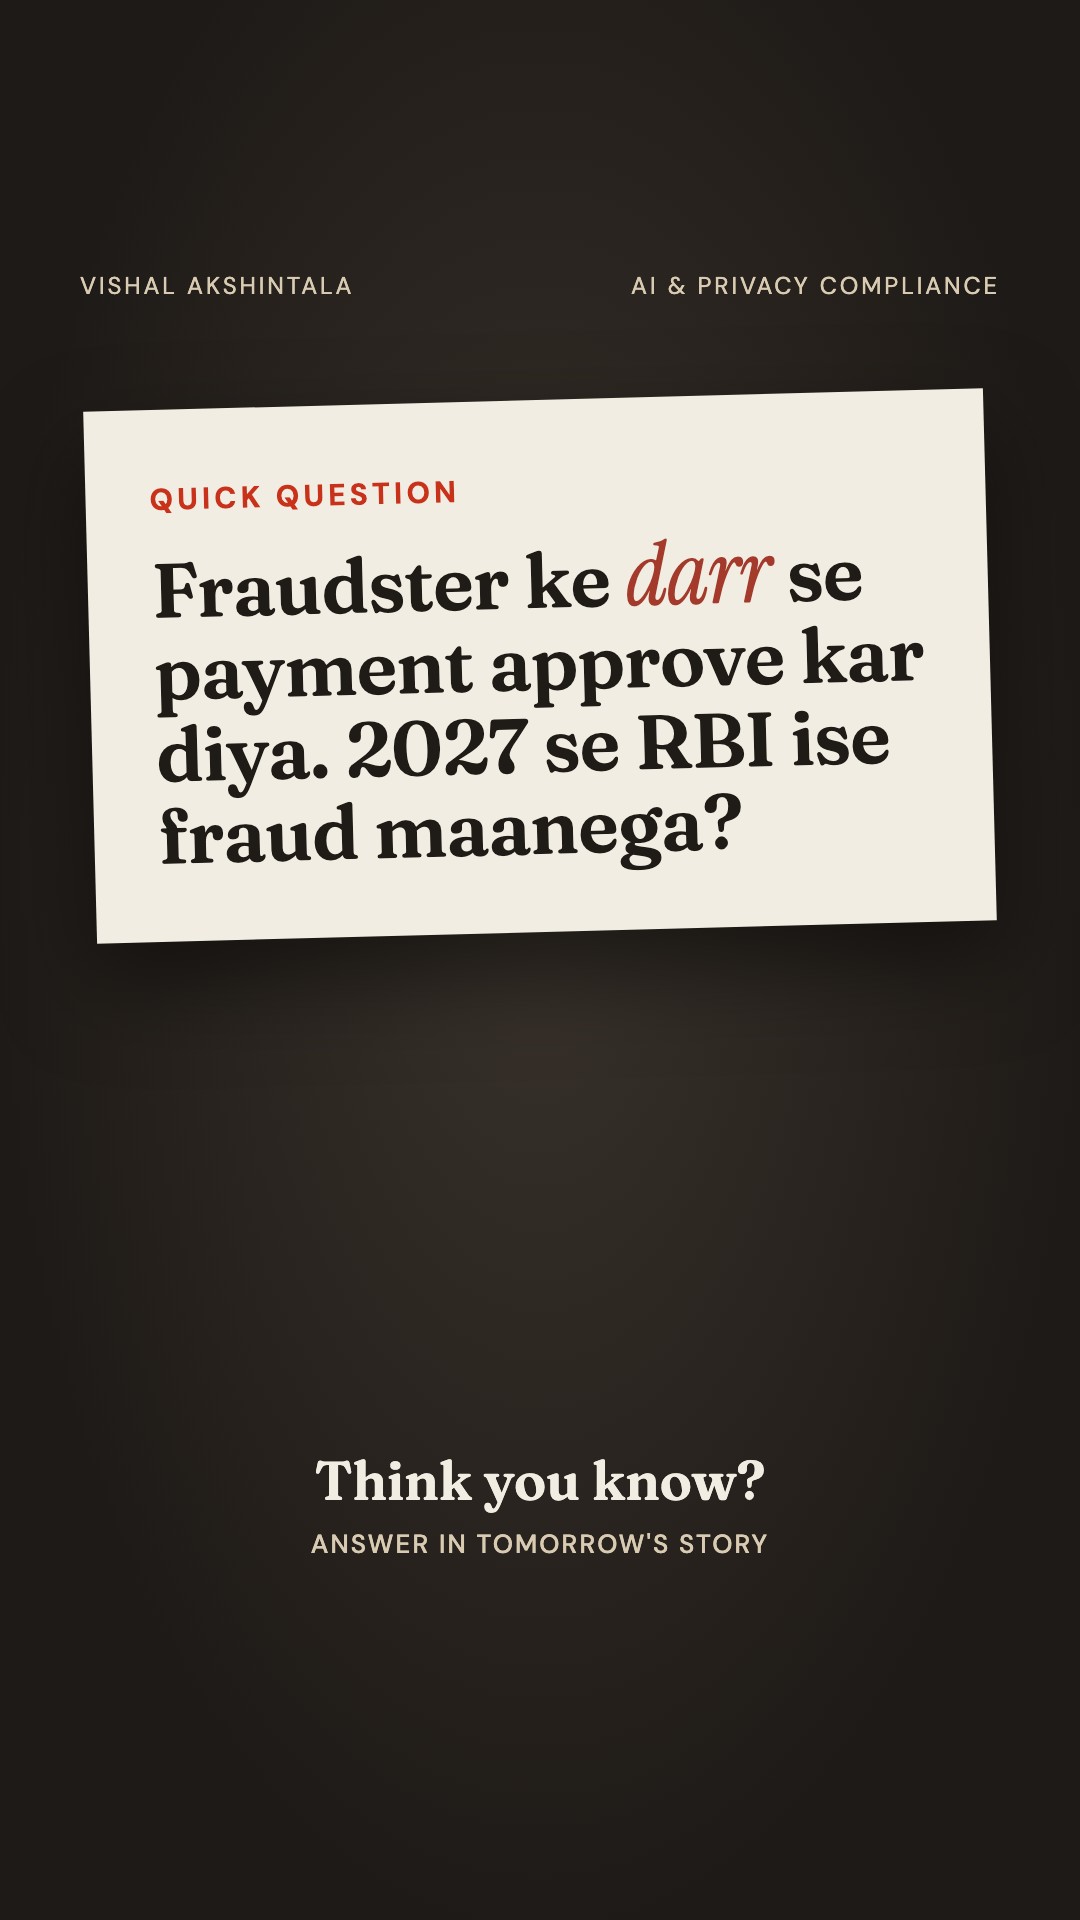 VISHAL AKSHINTALA
AI & PRIVACY COMPLIANCE
QUICK QUESTION
Fraudster ke darr se
payment approve kar
diya. 2027 se RBI ise
fraud maanega?
Think you know?
ANSWER IN TOMORROW'S STORY